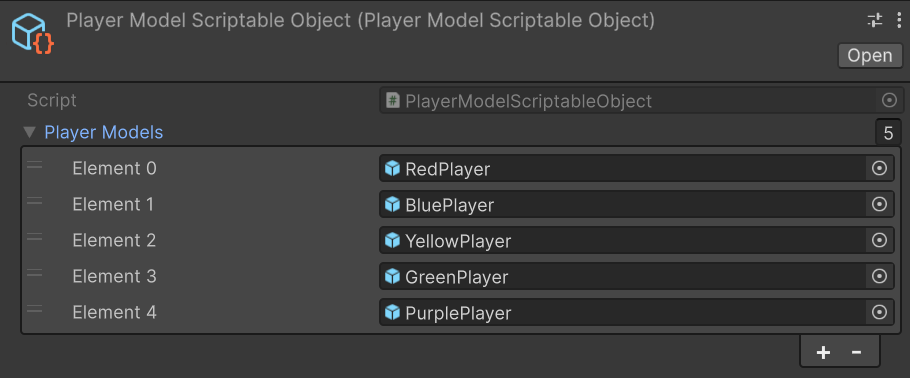 Player Model Scriptable Object (Player Model Scriptable Object)
Open
Script PlayerModelScriptableObject
Player Models 5
Element 0 RedPlayer
Element 1 BluePlayer
Element 2 YellowPlayer
Element 3 GreenPlayer
Element 4 PurplePlayer
+ -